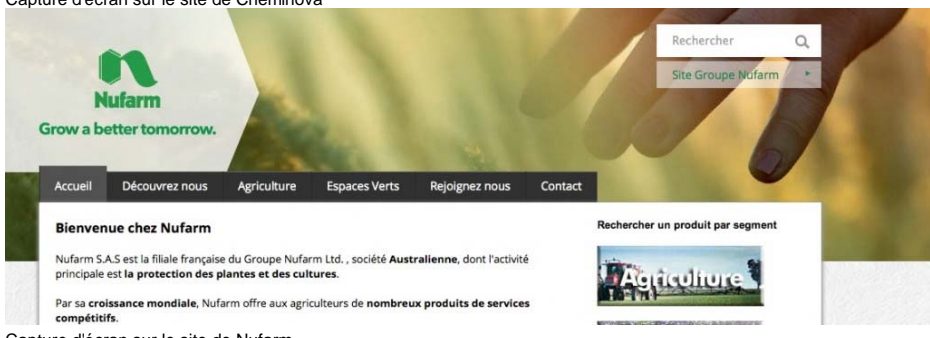 Capture d'écran sur le site de Cheminova
Rechercher
Site Groupe Nufarm
Nufarm
Grow a better tomorrow.
Accueil Découvrez nous Agriculture Espaces Verts Rejoignez nous Contact
Bienvenue chez Nufarm
Nufarm S.A.S est la filiale française du Groupe Nufarm Ltd. , société Australienne, dont l'activité
principale est la protection des plantes et des cultures.
Par sa croissance mondiale, Nufarm offre aux agriculteurs de nombreux produits de services
compétitifs.
Rechercher un produit par segment
Agriculture
Capture d'écran sur le site de Nufarm